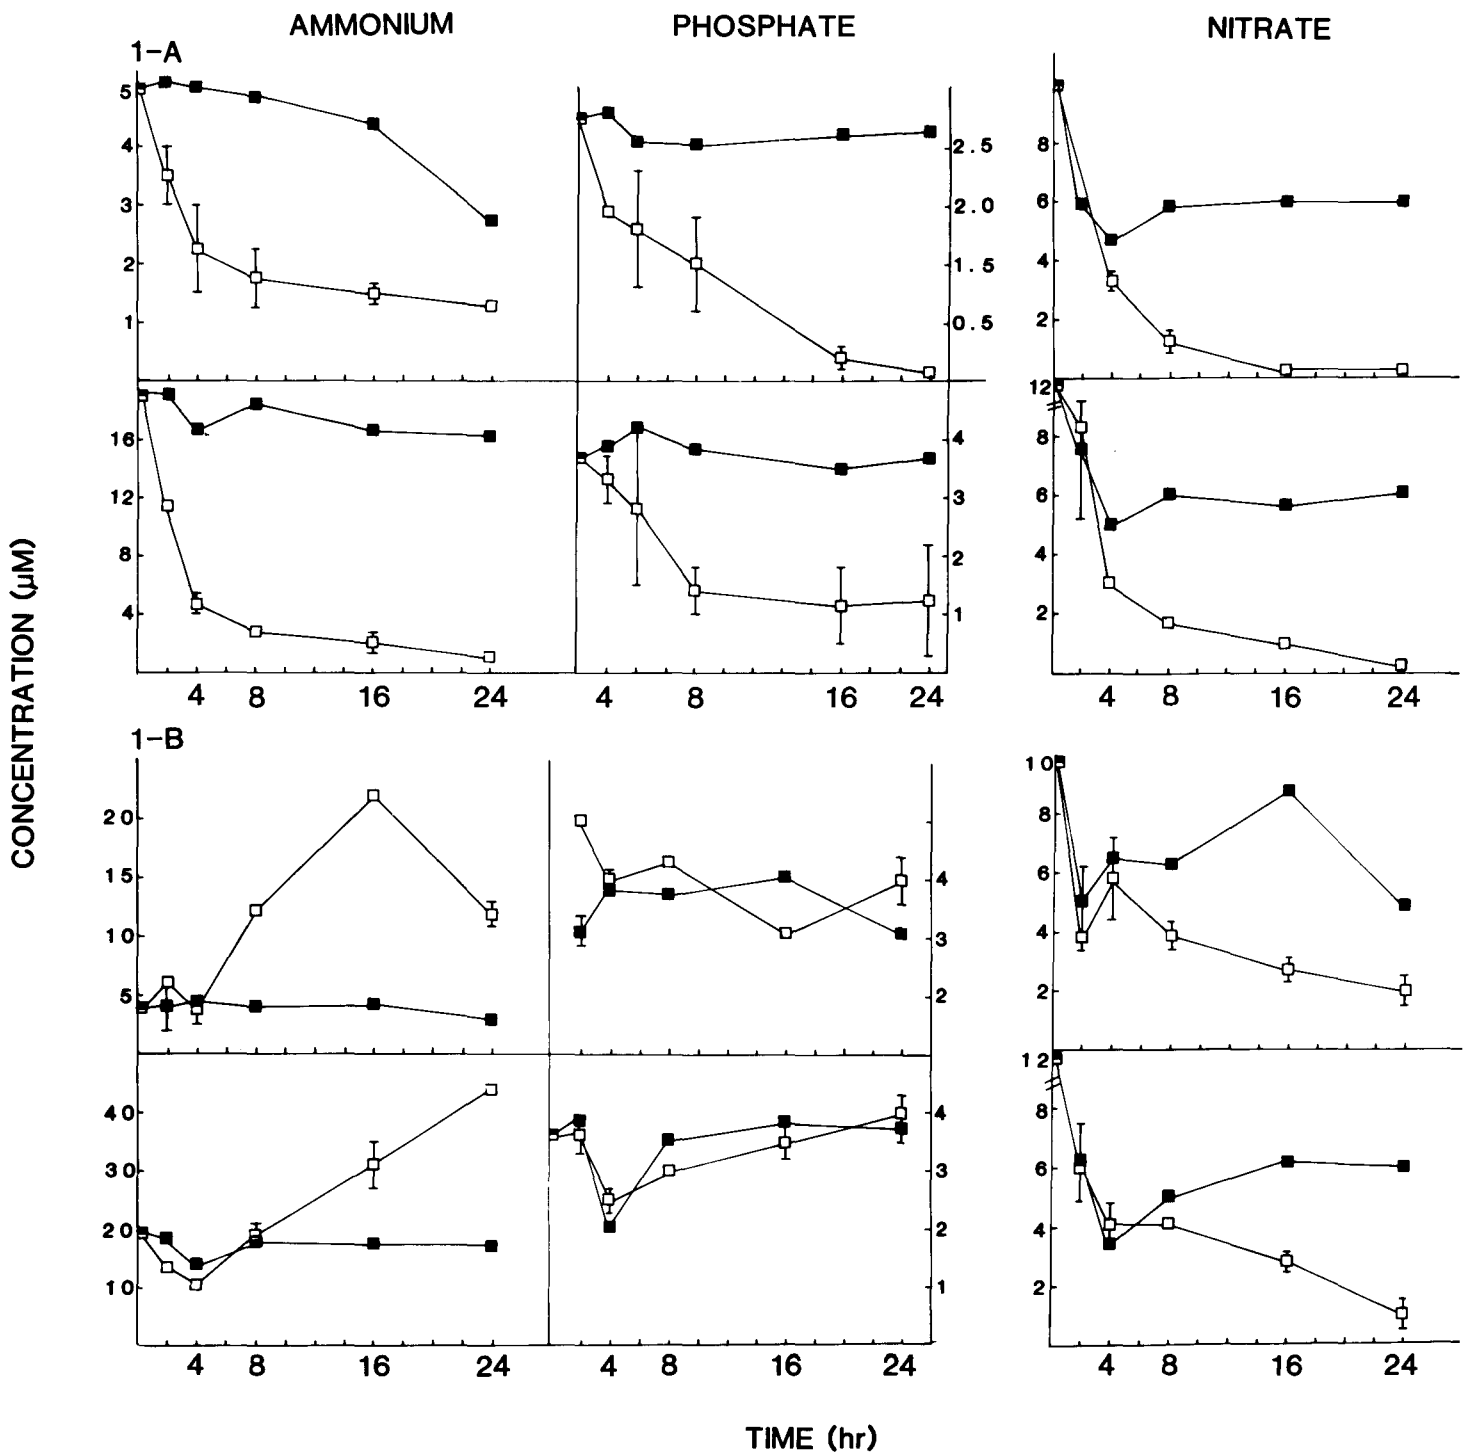 AMMONIUM PHOSPHATE NITRATE
1-A
5 4 3 2 1
2.5 2.0 1.5 0.5
8 6 4 2
16 12 8 4
4 3 2 1
12 8 6 4 2
4 8 16 24
4 8 16 24
4 8 16 24
CONCENTRATION (µM)
1-B
20 15 10 5
4 3 2
10 8 6 4 2
40 30 20 10
4 3 2 1
12 8 6 4 2
4 8 16 24
4 8 16 24
4 8 16 24
TIME (hr)